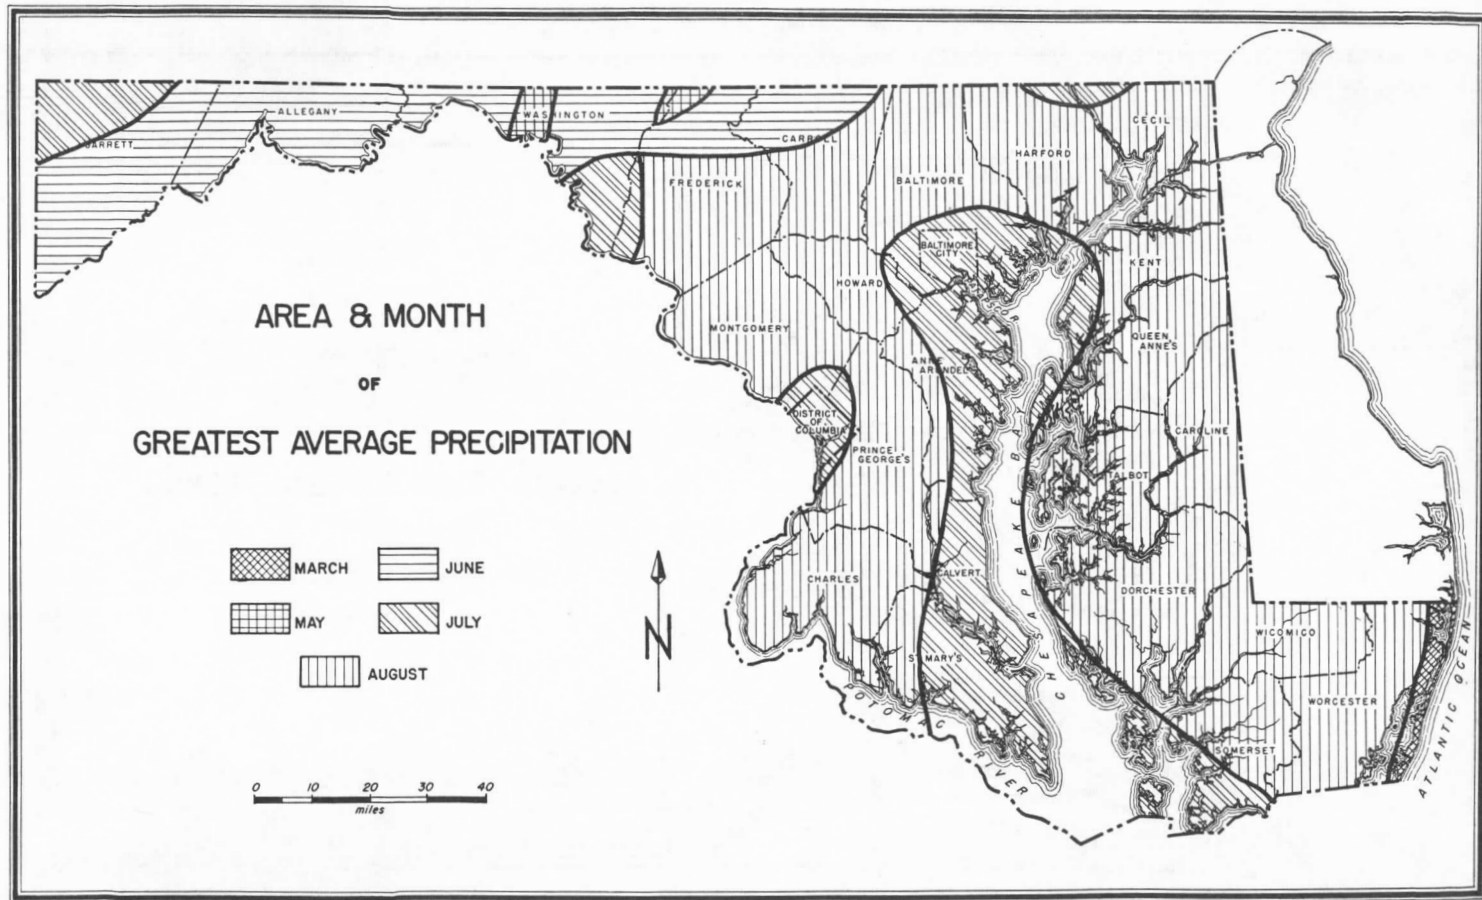 AREA & MONTH
OF
GREATEST AVERAGE PRECIPITATION
MARCH
JUNE
MAY
JULY
AUGUST
N
0 10 20 30 40
miles
GARRETT
ALLEGANY
WASHINGTON
CARROLL
FREDERICK
BALTIMORE
HARFORD
CECIL
BALTIMORE
CITY
KENT
HOWARD
MONTGOMERY
QUEEN
ANNE'S
ANNE
ARUNDEL
DISTRICT
OF
COLUMBIA
PRINCE
GEORGE'S
CAROLINE
TALBOT
CHARLES
CALVERT
DORCHESTER
WICOMICO
ST. MARY'S
WORCESTER
SOMERSET
CHESAPEAKE BAY
POTOMAC RIVER
ATLANTIC OCEAN